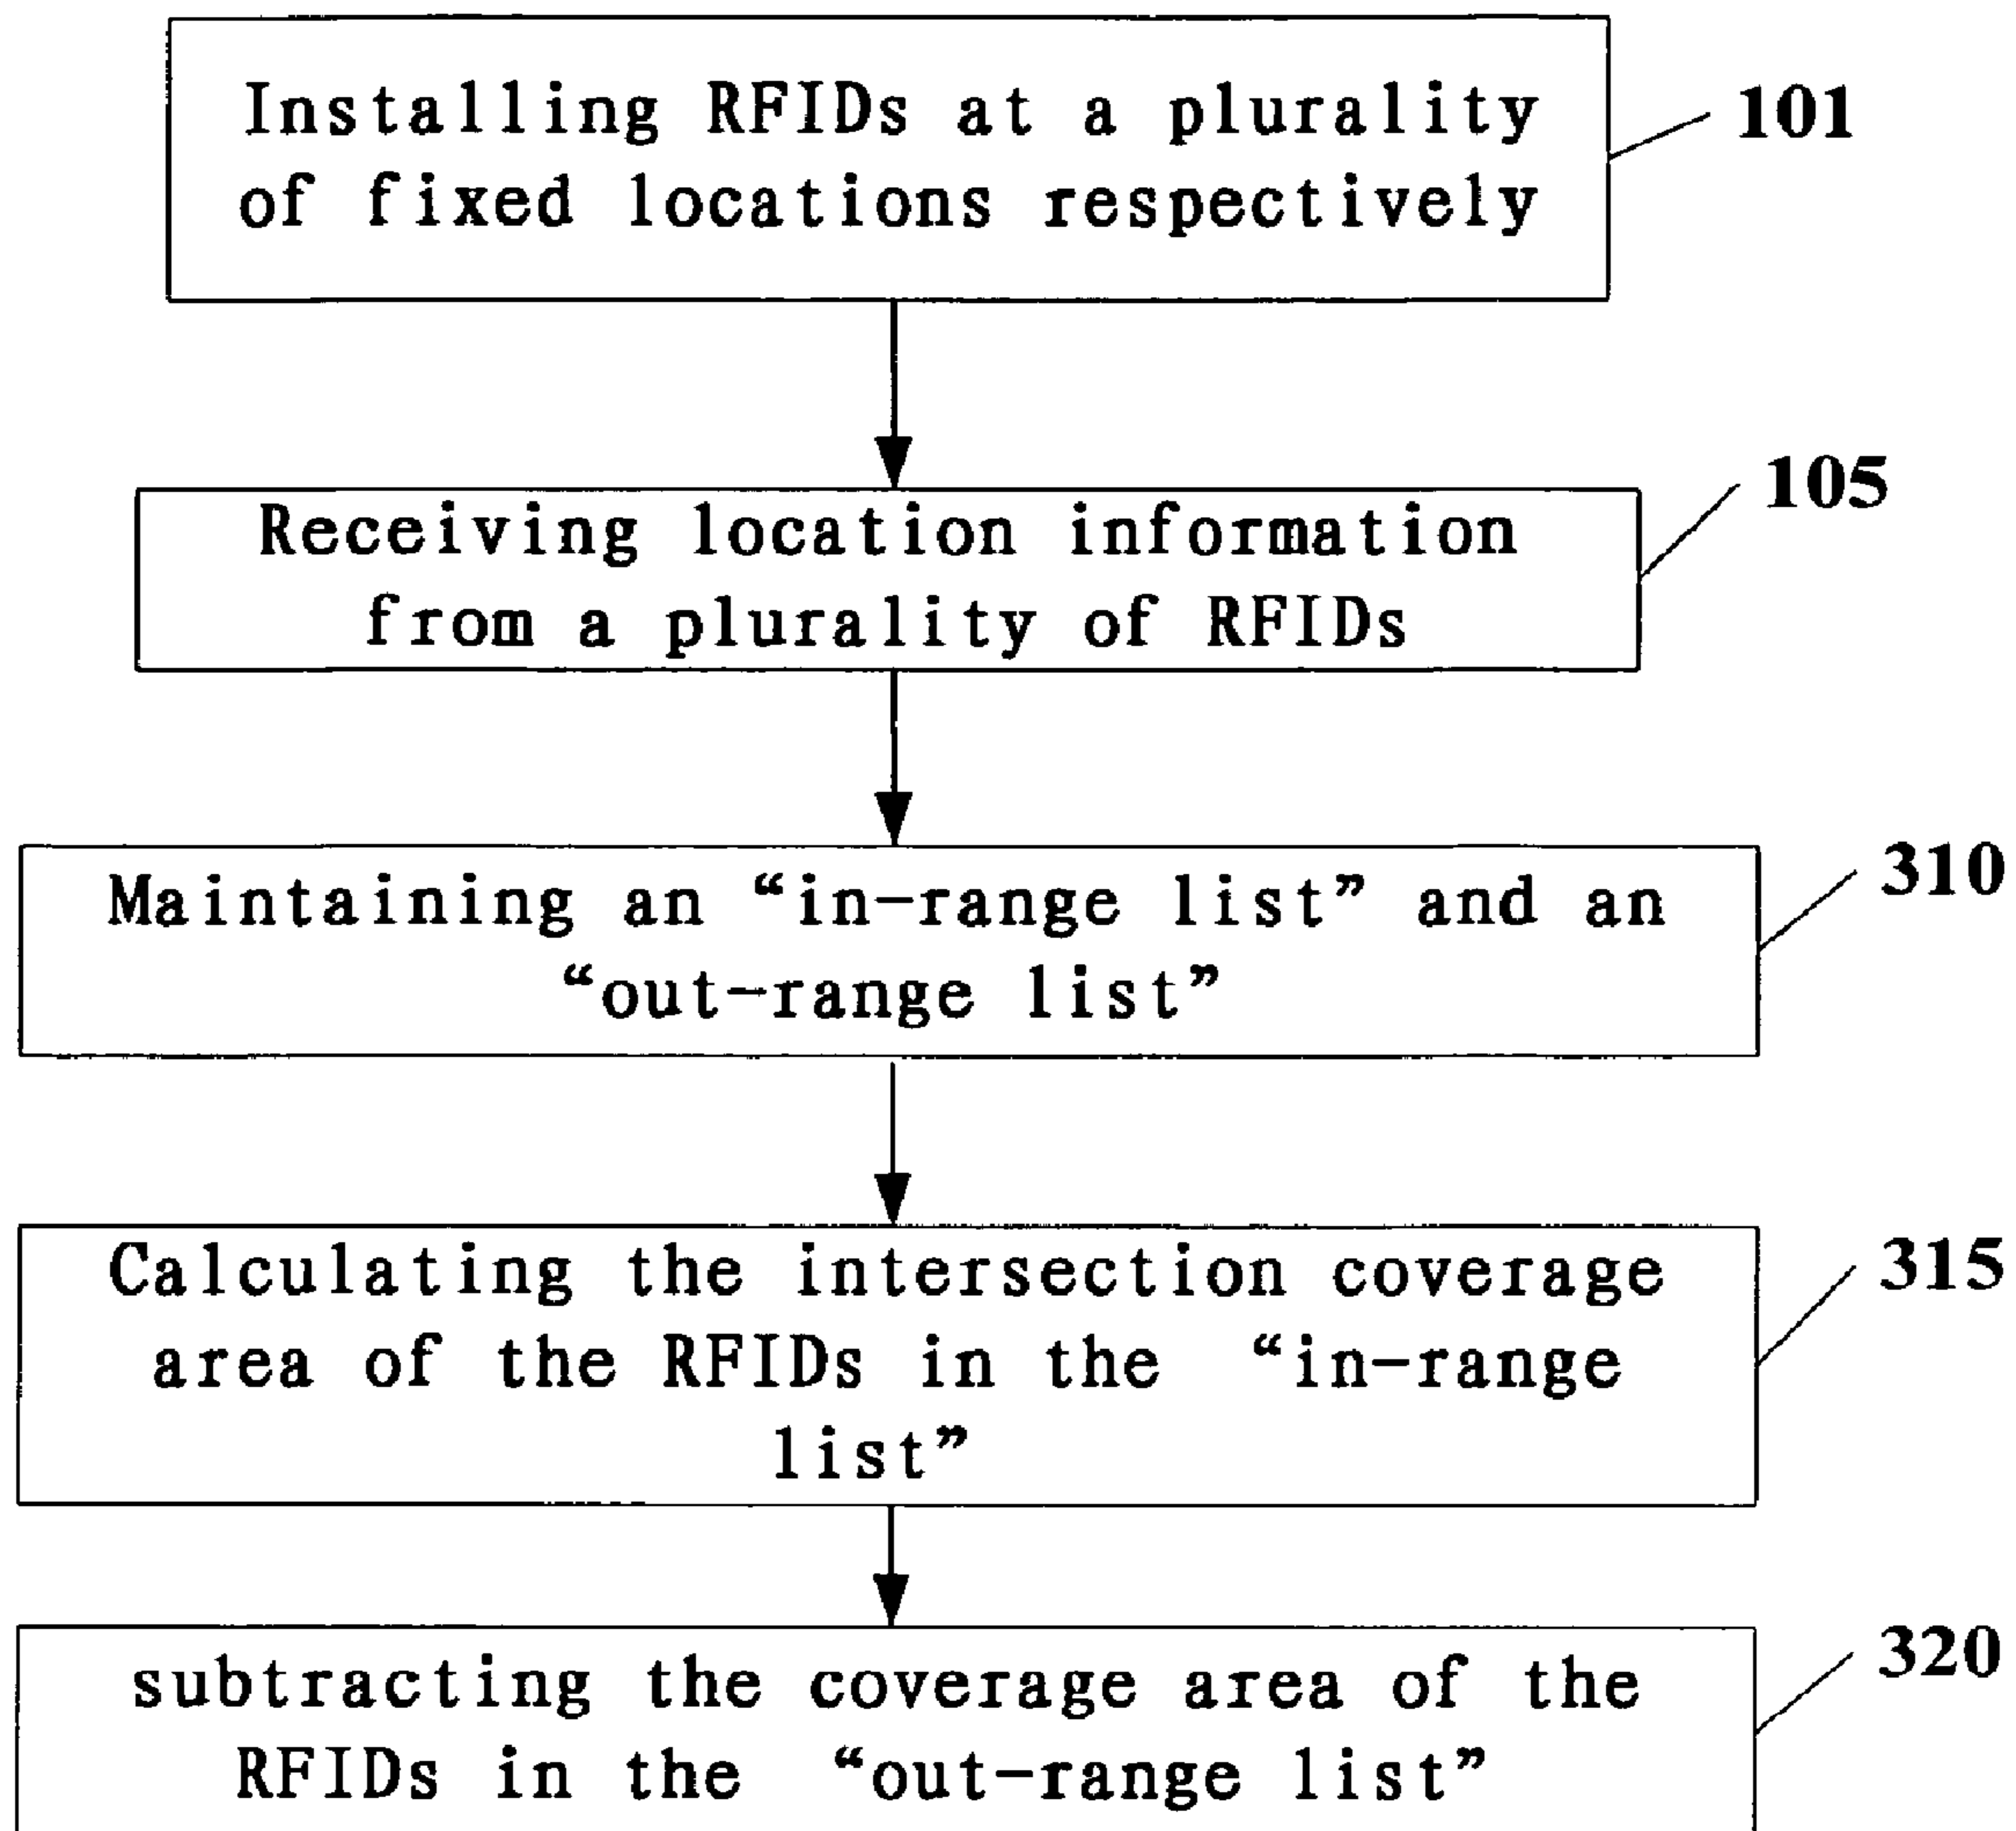 Installing RFIDs at a plurality
of fixed locations respectively
101
Receiving location information
from a plurality of RFIDs
105
Maintaining an “in-range list” and an
“out-range list”
310
Calculating the intersection coverage
area of the RFIDs in the “in-range
list”
315
subtracting the coverage area of the
RFIDs in the “out-range list”
320